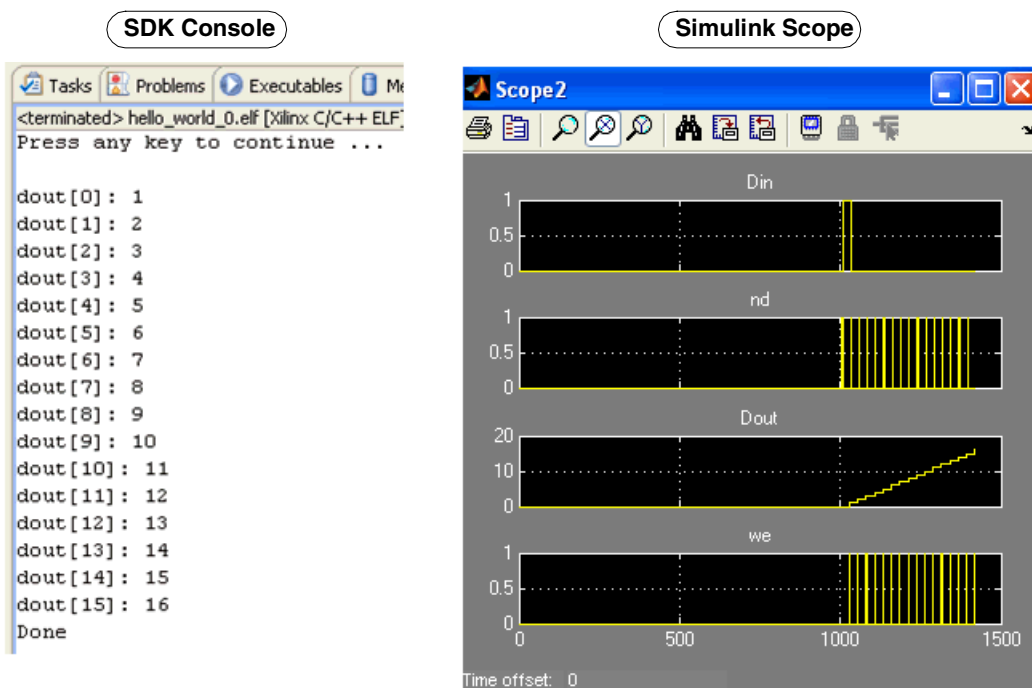 SDK Console
Tasks Problems Executables Me
<terminated> hello_world_0.elf [Xilinx C/C++ ELF]
Press any key to continue ...
dout[0]: 1
dout[1]: 2
dout[2]: 3
dout[3]: 4
dout[4]: 5
dout[5]: 6
dout[6]: 7
dout[7]: 8
dout[8]: 9
dout[9]: 10
dout[10]: 11
dout[11]: 12
dout[12]: 13
dout[13]: 14
dout[14]: 15
dout[15]: 16
Done
Simulink Scope
Scope2
Din
1
0.5
0
nd
1
0.5
0
Dout
20
10
0
we
1
0.5
0
0 500 1000 1500
Time offset: 0